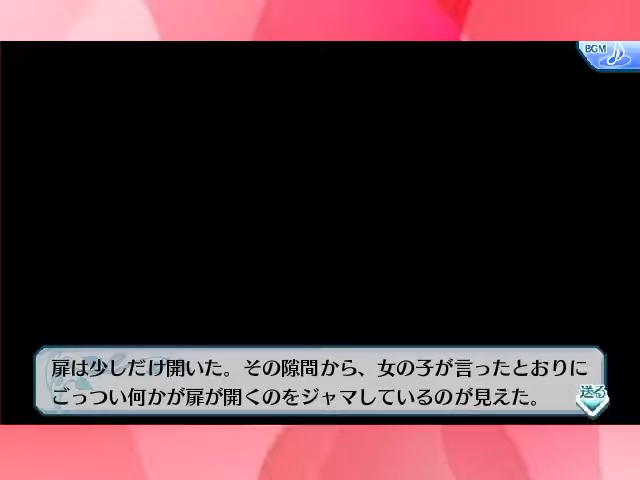 BGM
扉は少しだけ開いた。その隙間から、女の子が言ったとおりに
ごっつい何かが扉が開くのをジャマしているのが見えた。
送る